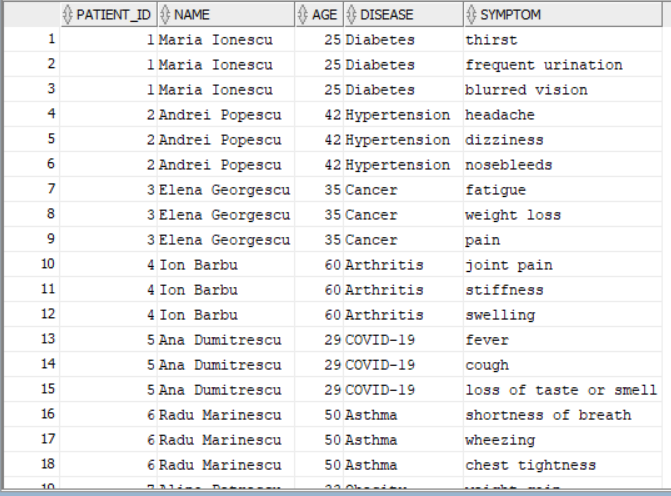 PATIENT_ID NAME AGE DISEASE SYMPTOM
1 1 Maria Ionescu 25 Diabetes thirst
2 1 Maria Ionescu 25 Diabetes frequent urination
3 1 Maria Ionescu 25 Diabetes blurred vision
4 2 Andrei Popescu 42 Hypertension headache
5 2 Andrei Popescu 42 Hypertension dizziness
6 2 Andrei Popescu 42 Hypertension nosebleeds
7 3 Elena Georgescu 35 Cancer fatigue
8 3 Elena Georgescu 35 Cancer weight loss
9 3 Elena Georgescu 35 Cancer pain
10 4 Ion Barbu 60 Arthritis joint pain
11 4 Ion Barbu 60 Arthritis stiffness
12 4 Ion Barbu 60 Arthritis swelling
13 5 Ana Dumitrescu 29 COVID-19 fever
14 5 Ana Dumitrescu 29 COVID-19 cough
15 5 Ana Dumitrescu 29 COVID-19 loss of taste or smell
16 6 Radu Marinescu 50 Asthma shortness of breath
17 6 Radu Marinescu 50 Asthma wheezing
18 6 Radu Marinescu 50 Asthma chest tightness